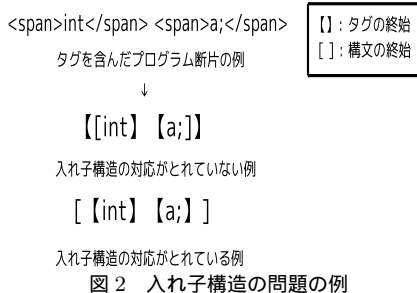 <span>int</span> <span>a;</span>
【】: タグの終始
[ ] : 構文の終始
タグを含んだプログラム断片の例
↓
【[int】【a;]】
入れ子構造の対応がとれていない例
[【int】【a;】]
入れ子構造の対応がとれている例
図 2　入れ子構造の問題の例